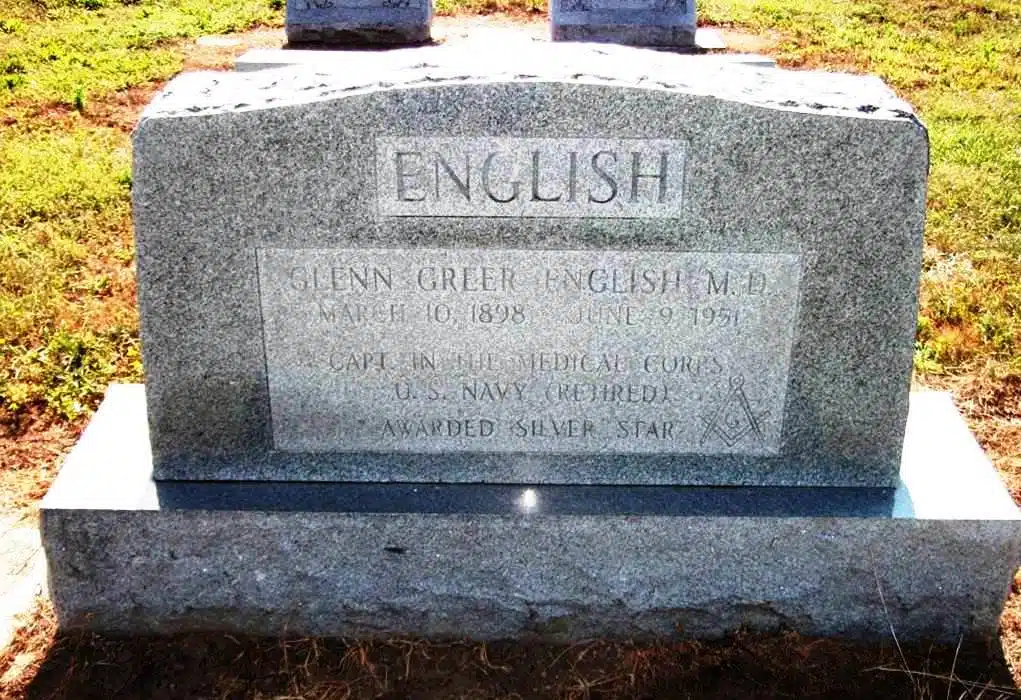 ENGLISH
GLENN GREER ENGLISH M.D.
MARCH 10, 1898 JUNE 9, 1951
CAPT. IN THE MEDICAL CORPS
U. S. NAVY (RETIRED)
AWARDED SILVER STAR